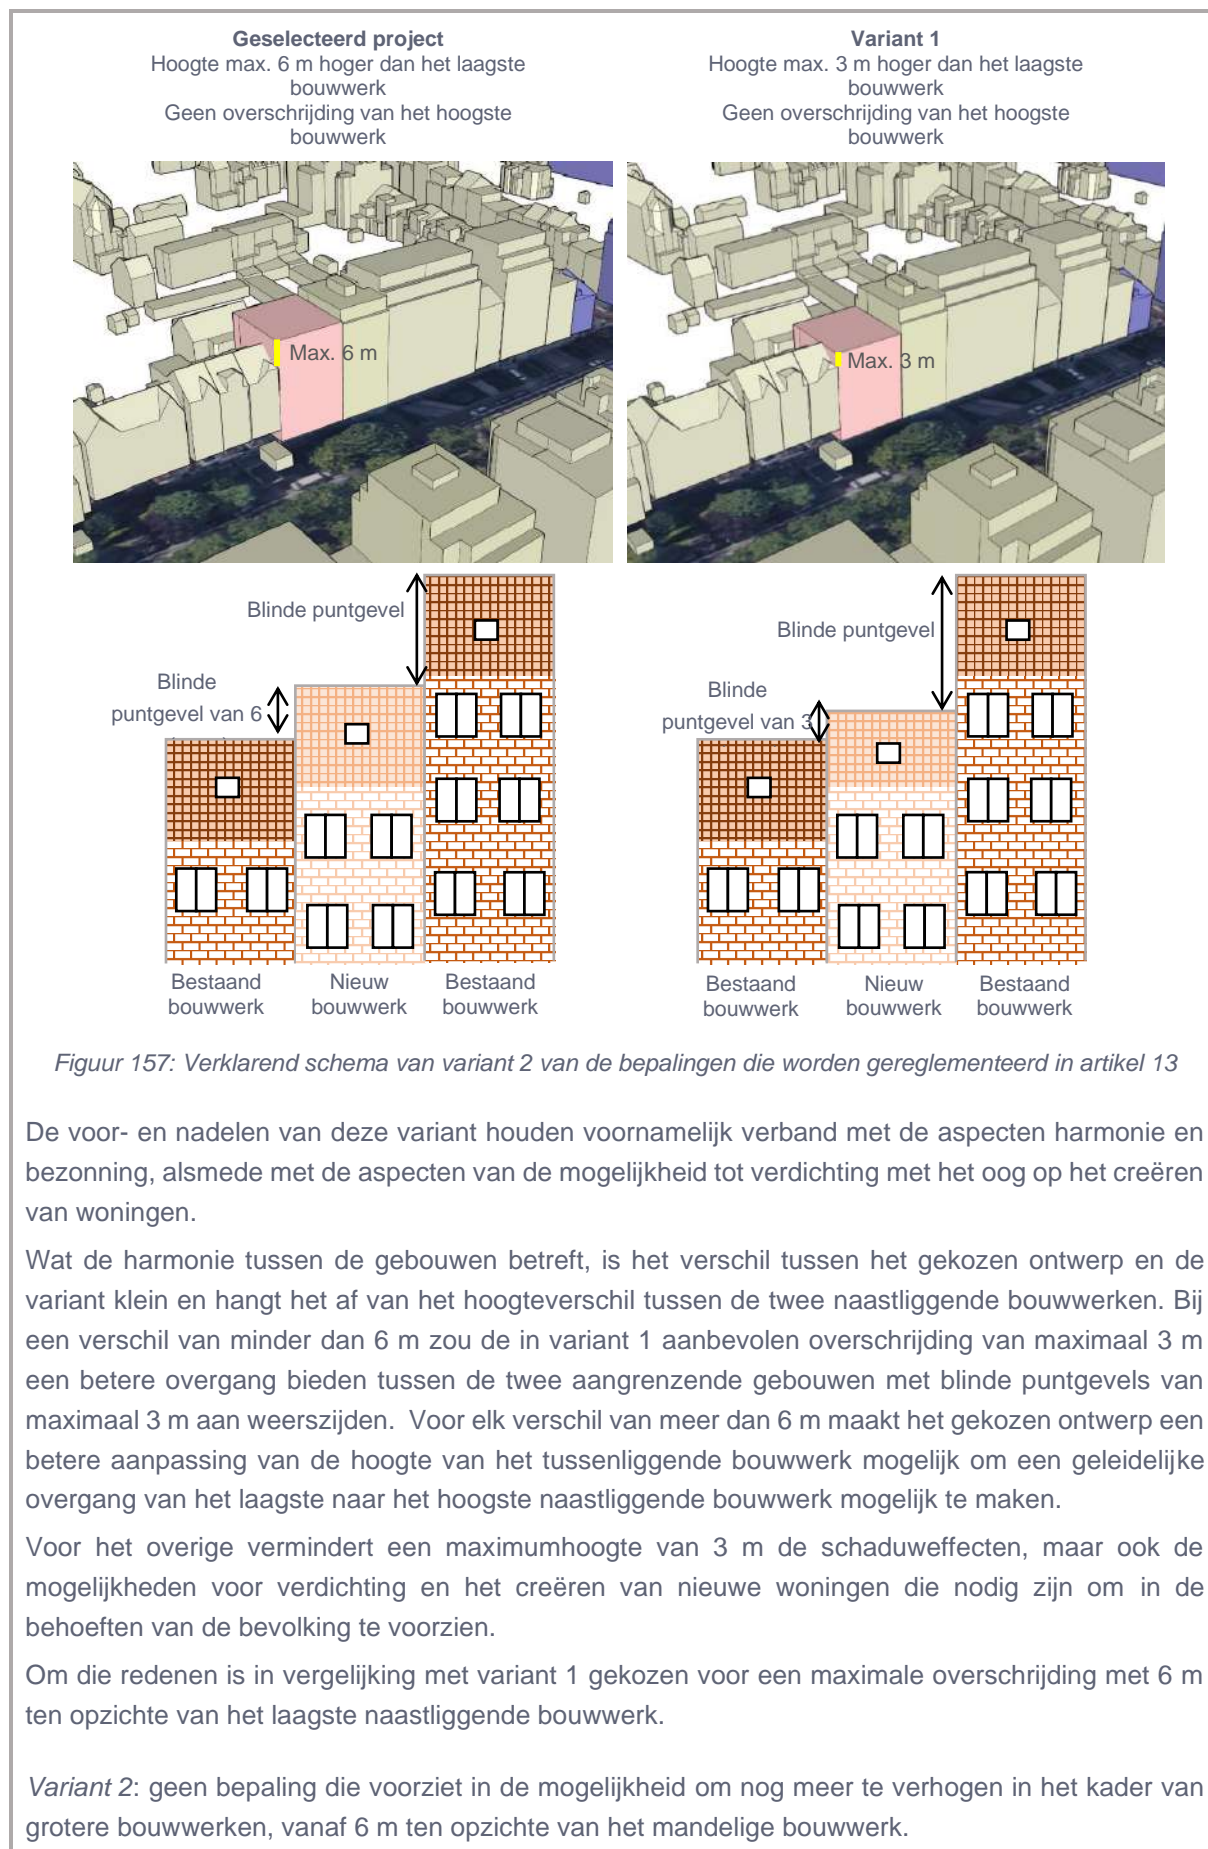 Geselecteerd project
Hoogte max. 6 m hoger dan het laagste
bouwwerk
Geen overschrijding van het hoogste
bouwwerk
Variant 1
Hoogte max. 3 m hoger dan het laagste
bouwwerk
Geen overschrijding van het hoogste
bouwwerk
Max. 6 m
Max. 3 m
Blinde puntgevel
Blinde
puntgevel van 6
Bestaand
bouwwerk
Nieuw
bouwwerk
Bestaand
bouwwerk
Blinde puntgevel
Blinde
puntgevel van 3
Bestaand
bouwwerk
Nieuw
bouwwerk
Bestaand
bouwwerk
Figuur 157: Verklarend schema van variant 2 van de bepalingen die worden gereglementeerd in artikel 13
De voor- en nadelen van deze variant houden voornamelijk verband met de aspecten harmonie en
bezonning, alsmede met de aspecten van de mogelijkheid tot verdichting met het oog op het creëren
van woningen.
Wat de harmonie tussen de gebouwen betreft, is het verschil tussen het gekozen ontwerp en de
variant klein en hangt het af van het hoogteverschil tussen de twee naastliggende bouwwerken. Bij
een verschil van minder dan 6 m zou de in variant 1 aanbevolen overschrijding van maximaal 3 m
een betere overgang bieden tussen de twee aangrenzende gebouwen met blinde puntgevels van
maximaal 3 m aan weerszijden. Voor elk verschil van meer dan 6 m maakt het gekozen ontwerp een
betere aanpassing van de hoogte van het tussenliggende bouwwerk mogelijk om een geleidelijke
overgang van het laagste naar het hoogste naastliggende bouwwerk mogelijk te maken.
Voor het overige vermindert een maximumhoogte van 3 m de schaduweffecten, maar ook de
mogelijkheden voor verdichting en het creëren van nieuwe woningen die nodig zijn om in de
behoeften van de bevolking te voorzien.
Om die redenen is in vergelijking met variant 1 gekozen voor een maximale overschrijding met 6 m
ten opzichte van het laagste naastliggende bouwwerk.
Variant 2: geen bepaling die voorziet in de mogelijkheid om nog meer te verhogen in het kader van
grotere bouwwerken, vanaf 6 m ten opzichte van het mandelige bouwwerk.